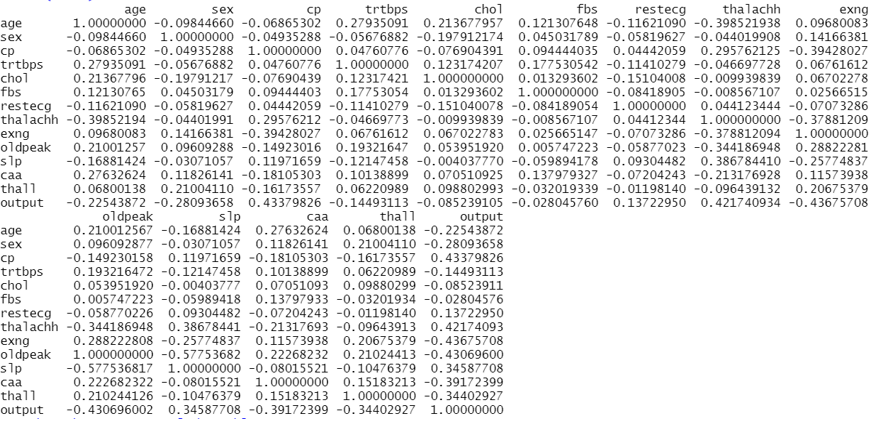 age sex cp trtbps chol fbs restecg thalachh exng
age 1.00000000 -0.09844660 -0.06865302 0.27935091 0.213677957 0.121307648 -0.11621090 -0.398521938 0.09680083
sex -0.09844660 1.00000000 -0.04935288 -0.05676882 -0.197912174 0.045031789 -0.05819627 -0.044019908 0.14166381
cp -0.06865302 -0.04935288 1.00000000 0.04760776 -0.076904391 0.094444035 0.04442059 0.295762125 -0.39428027
trtbps 0.27935091 -0.05676882 0.04760776 1.00000000 0.123174207 0.177530542 -0.11410279 -0.046697728 0.06761612
chol 0.21367796 -0.19791217 -0.07690439 0.12317421 1.000000000 0.013293602 -0.15104008 -0.009939839 0.06702278
fbs 0.12130765 0.04503179 0.09444403 0.17753054 0.013293602 1.000000000 -0.08418905 -0.008567107 0.02566515
restecg -0.11621090 -0.05819627 0.04442059 -0.11410279 -0.151040078 -0.084189054 1.00000000 0.044123444 -0.07073286
thalachh -0.39852194 -0.04401991 0.29576212 -0.04669773 -0.009939839 -0.008567107 0.04412344 1.000000000 -0.37881209
exng 0.09680083 0.14166381 -0.39428027 0.06761612 0.067022783 0.025665147 -0.07073286 -0.378812094 1.00000000
oldpeak 0.21001257 0.09609288 -0.14923016 0.19321647 0.053951920 0.005747223 -0.05877023 -0.344186948 0.28822281
slp -0.16881424 -0.03071057 0.11971659 -0.12147458 -0.004037770 -0.059894178 0.09304482 0.386784410 -0.25774837
caa 0.27632624 0.11826141 -0.18105303 0.10138899 0.070510925 0.137979327 -0.07204243 -0.213176928 0.11573938
thall 0.06800138 0.21004110 -0.16173557 0.06220989 0.098802993 -0.032019339 -0.01198140 -0.096439132 0.20675379
output -0.22543872 -0.28093658 0.43379826 -0.14493113 -0.085239105 -0.028045760 0.13722950 0.421740934 -0.43675708
oldpeak slp caa thall output
age 0.210012567 -0.16881424 0.27632624 0.06800138 -0.22543872
sex 0.096092877 -0.03071057 0.11826141 0.21004110 -0.28093658
cp -0.149230158 0.11971659 -0.18105303 -0.16173557 0.43379826
trtbps 0.193216472 -0.12147458 0.10138899 0.06220989 -0.14493113
chol 0.053951920 -0.00403777 0.07051093 0.09880299 -0.08523911
fbs 0.005747223 -0.05989418 0.13797933 -0.03201934 -0.02804576
restecg -0.058770226 0.09304482 -0.07204243 -0.01198140 0.13722950
thalachh -0.344186948 0.38678441 -0.21317693 -0.09643913 0.42174093
exng 0.288222808 -0.25774837 0.11573938 0.20675379 -0.43675708
oldpeak 1.000000000 -0.57753682 0.22268232 0.21024413 -0.43069600
slp -0.577536817 1.00000000 -0.08015521 -0.10476379 0.34587708
caa 0.222682322 -0.08015521 1.00000000 0.15183213 -0.39172399
thall 0.210244126 -0.10476379 0.15183213 1.00000000 -0.34402927
output -0.430696002 0.34587708 -0.39172399 -0.34402927 1.00000000